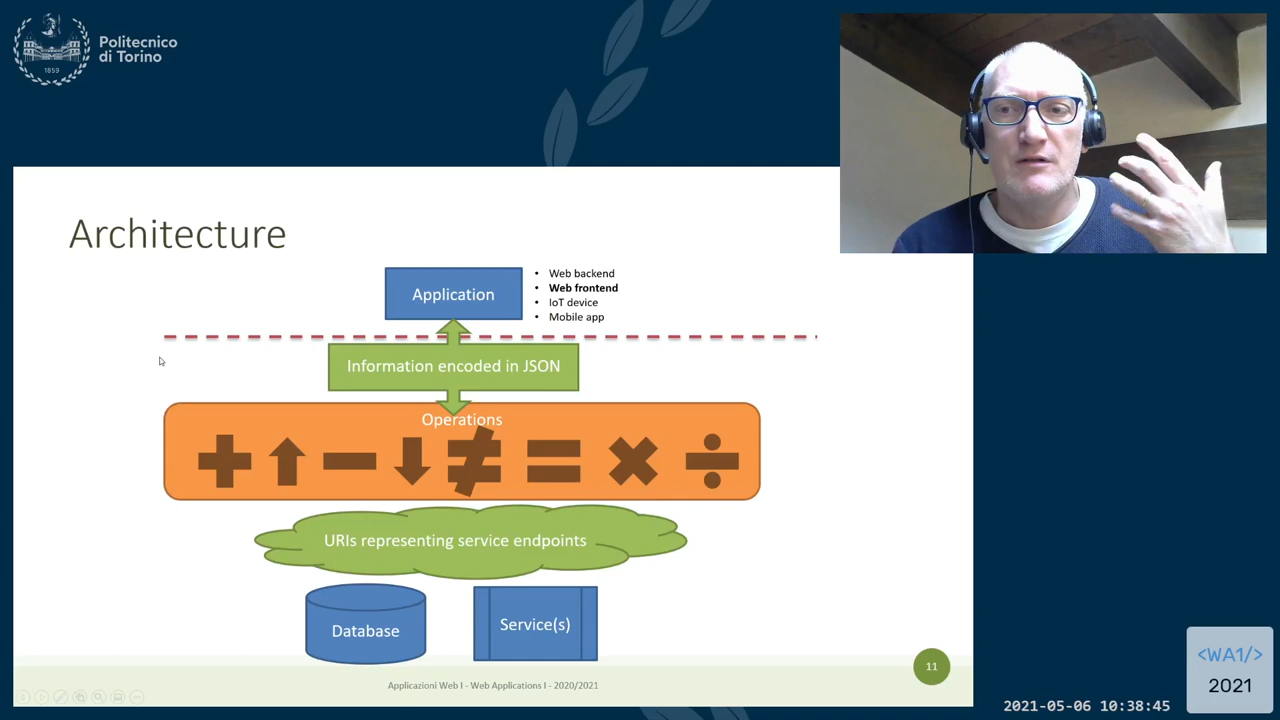 Politecnico
di Torino
1859
Architecture
Application
• Web backend
• Web frontend
• IoT device
• Mobile app
Information encoded in JSON
Operations
URIs representing service endpoints
Database
Service(s)
11
Applicazioni Web I - Web Applications I - 2020/2021
<WA1/>
2021
2021-05-06 10:38:45